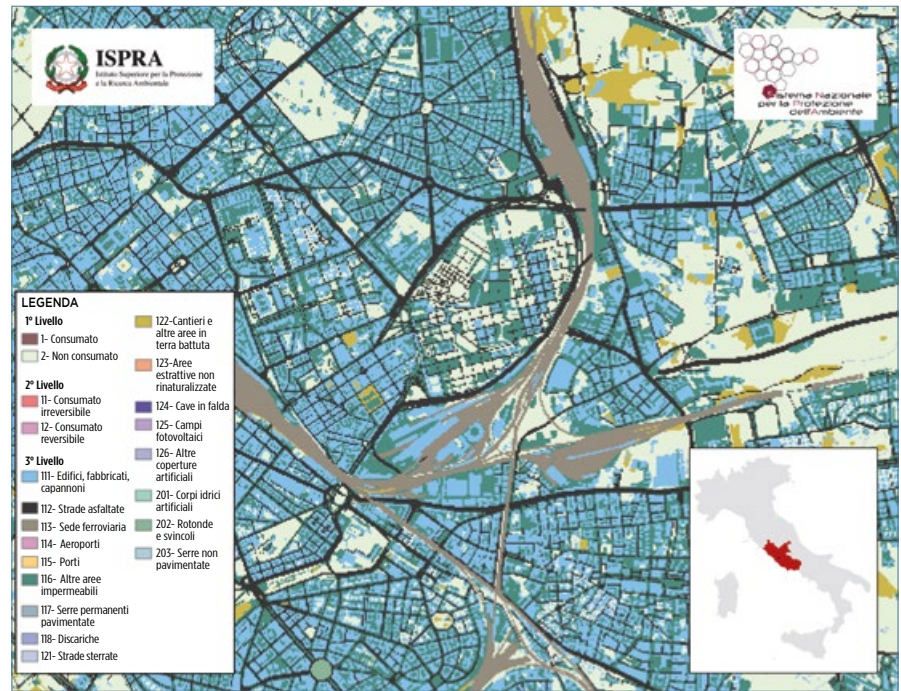 ISPRA
Istituto Superiore per la Protezione
e la Ricerca Ambientale
Sistema Nazionale
per la Protezione
dell'Ambiente
LEGENDA
1° Livello
1- Consumato
2- Non consumato
2° Livello
11- Consumato
irreversibile
12- Consumato
reversibile
3° Livello
111- Edifici, fabbricati,
capannoni
112- Strade asfaltate
113- Sede ferroviaria
114- Aeroporti
115- Porti
116- Altre aree
impermeabili
117- Serre permanenti
pavimentate
118- Discariche
121- Strade sterrate
122-Cantieri e
altre aree in
terra battuta
123-Aree
estrattive non
rinaturalizzate
124- Cave in falda
125- Campi
fotovoltaici
126- Altre
coperture
artificiali
201- Corpi idrici
artificiali
202- Rotonde
e svincoli
203- Serre non
pavimentate